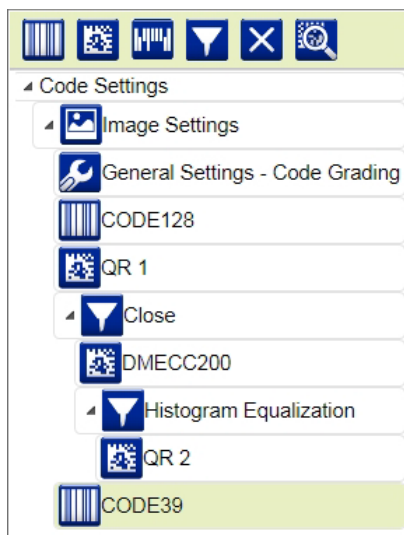 Code Settings
Image Settings
General Settings - Code Grading
CODE128
QR 1
Close
DMECC200
Histogram Equalization
QR 2
CODE39